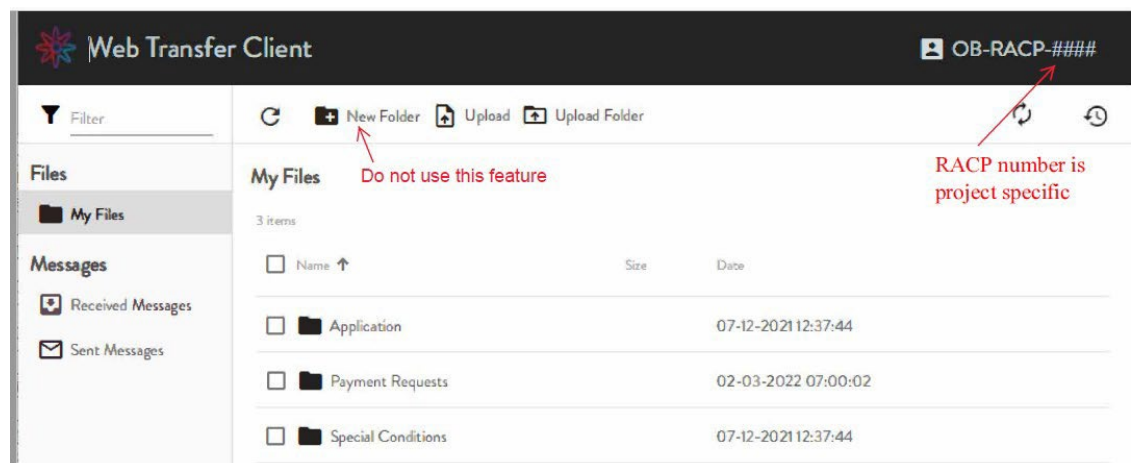 Web Transfer Client
OB-RACP-####
Filter
New Folder Upload Upload Folder
Files
My Files
Do not use this feature
RACP number is
project specific
My Files
3 items
Messages
Name Size Date
Received Messages
Application 07-12-2021 12:37:44
Sent Messages
Payment Requests 02-03-2022 07:00:02
Special Conditions 07-12-2021 12:37:44